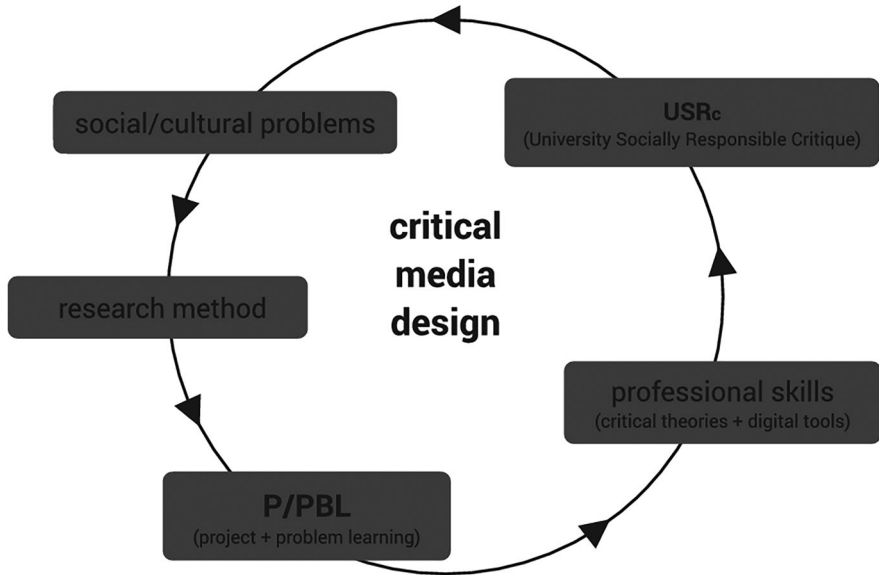 social/cultural problems
USRc
(University Socially Responsible Critique)
critical
media
design
research method
professional skills
(critical theories + digital tools)
P/PBL
(project + problem learning)